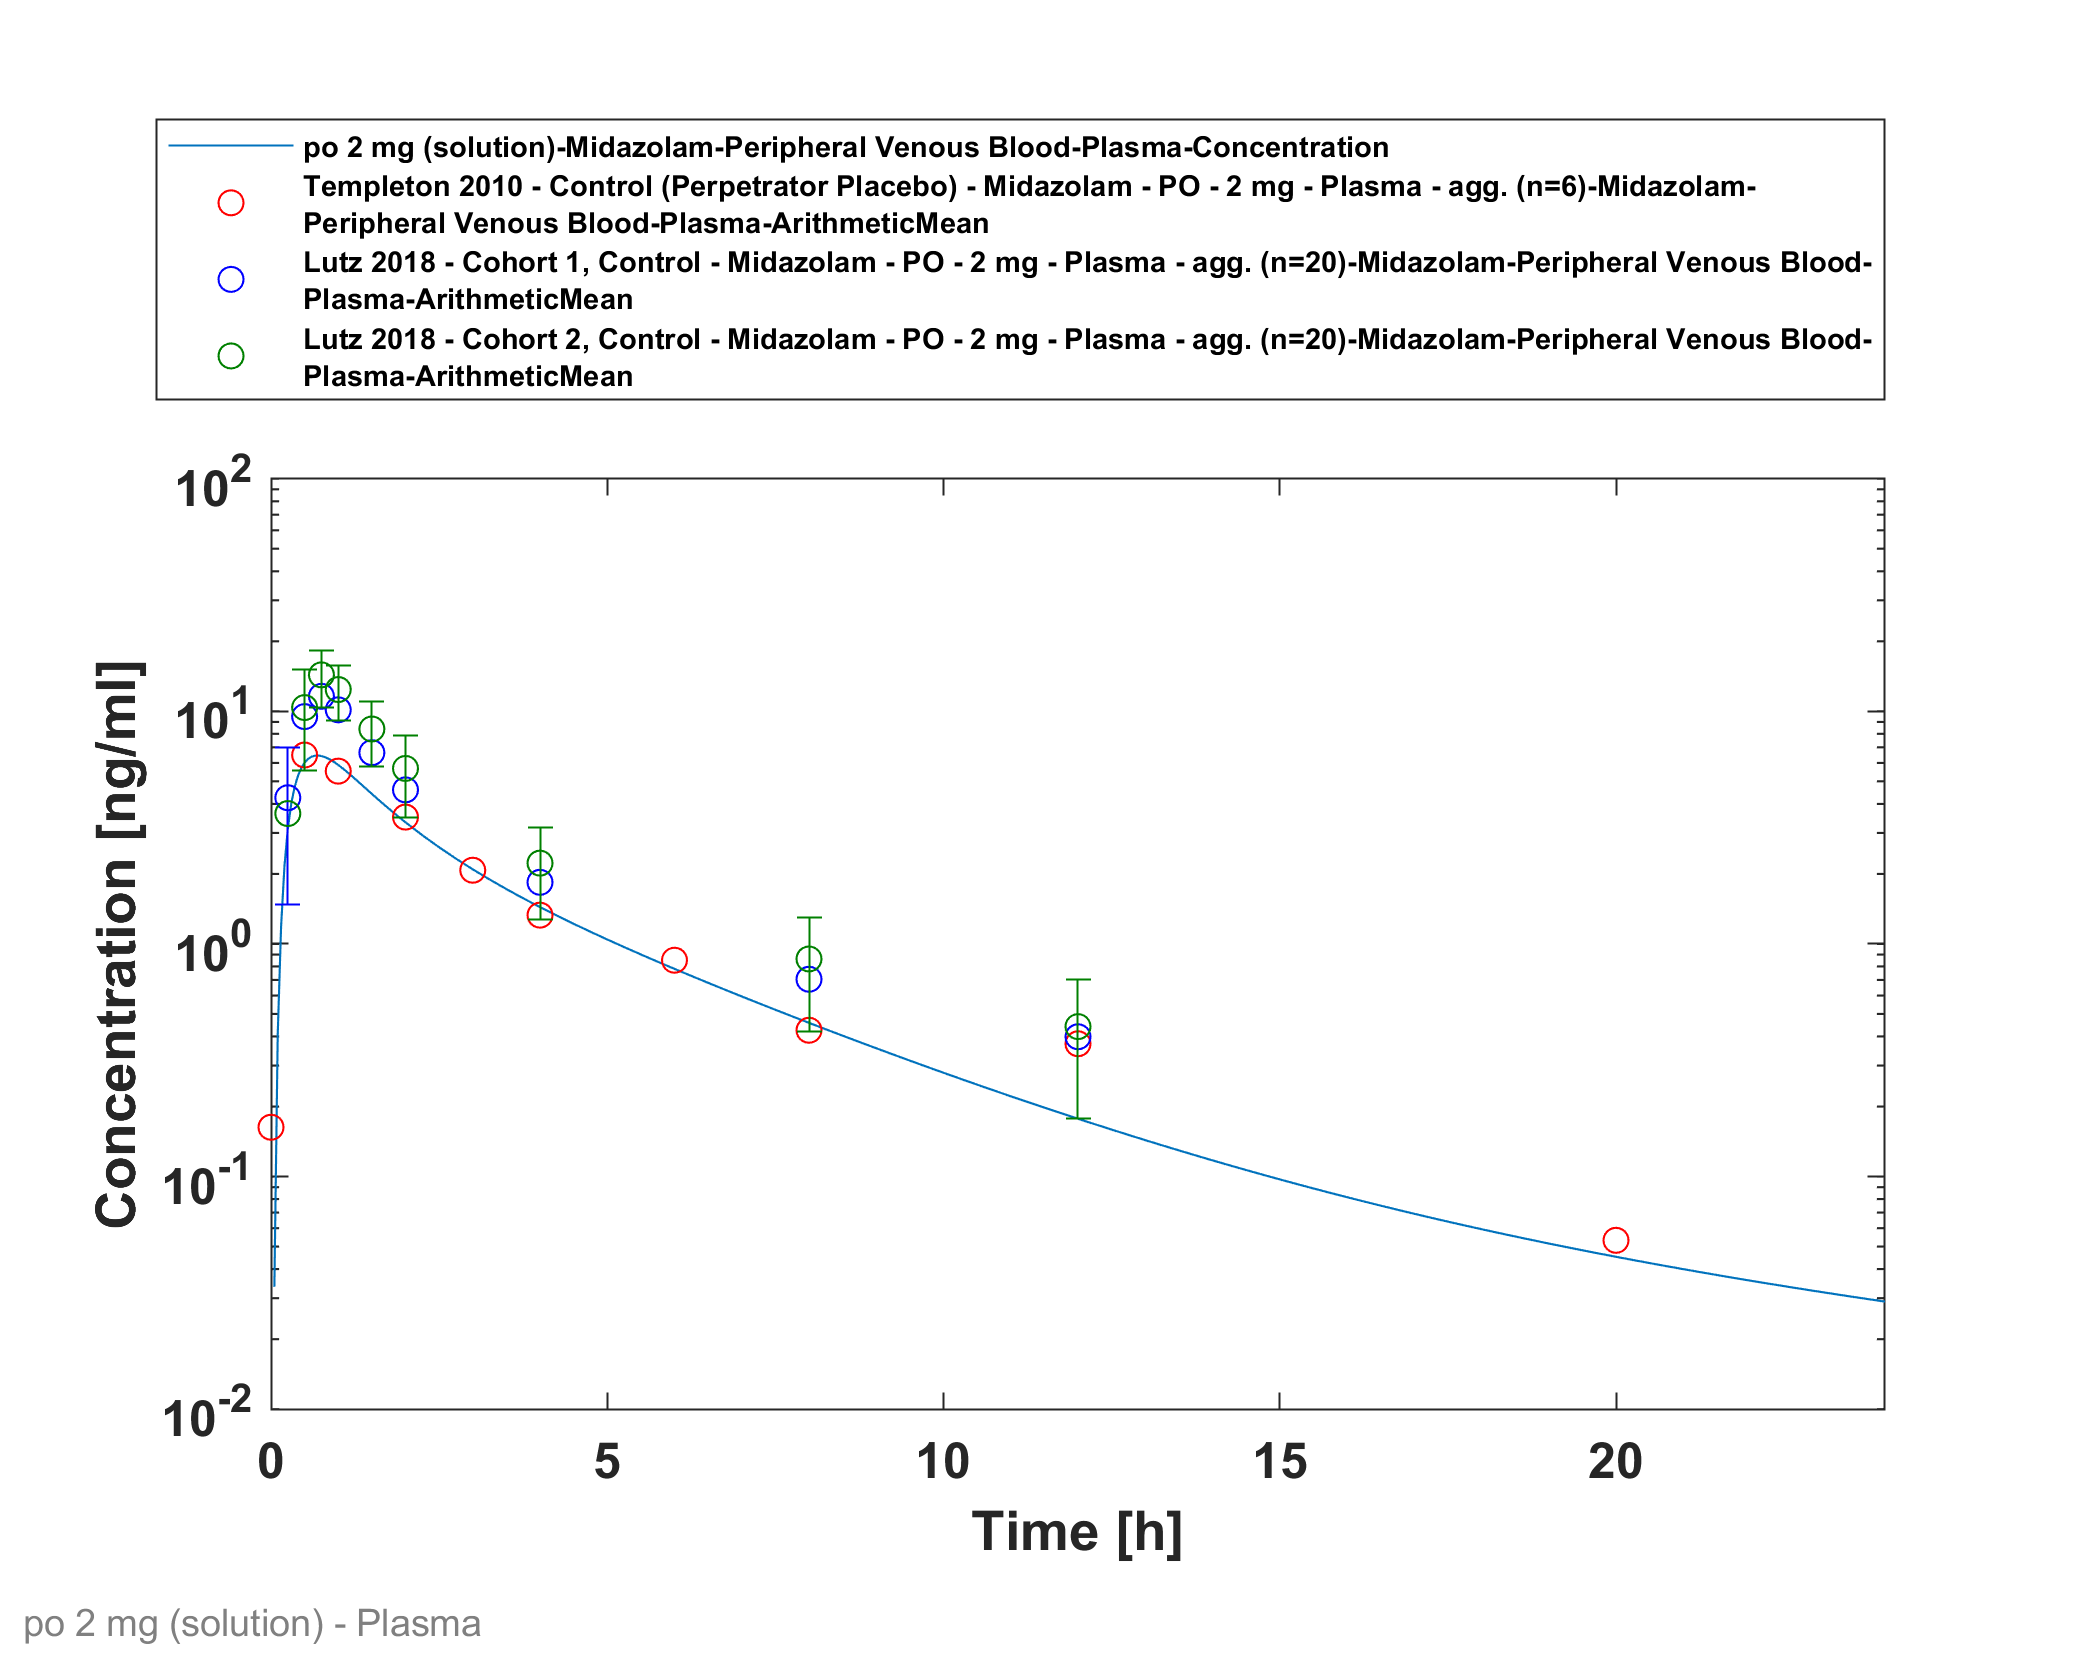 po 2 mg (solution)-Midazolam-Peripheral Venous Blood-Plasma-Concentration
Templeton 2010 - Control (Perpetrator Placebo) - Midazolam - PO - 2 mg - Plasma - agg. (n=6)-Midazolam-
Peripheral Venous Blood-Plasma-ArithmeticMean
Lutz 2018 - Cohort 1, Control - Midazolam - PO - 2 mg - Plasma - agg. (n=20)-Midazolam-Peripheral Venous Blood-
Plasma-ArithmeticMean
Lutz 2018 - Cohort 2, Control - Midazolam - PO - 2 mg - Plasma - agg. (n=20)-Midazolam-Peripheral Venous Blood-
Plasma-ArithmeticMean
Concentration [ng/ml]
10^2
10^1
10^0
10^-1
10^-2
0 5 10 15 20
Time [h]
po 2 mg (solution) - Plasma